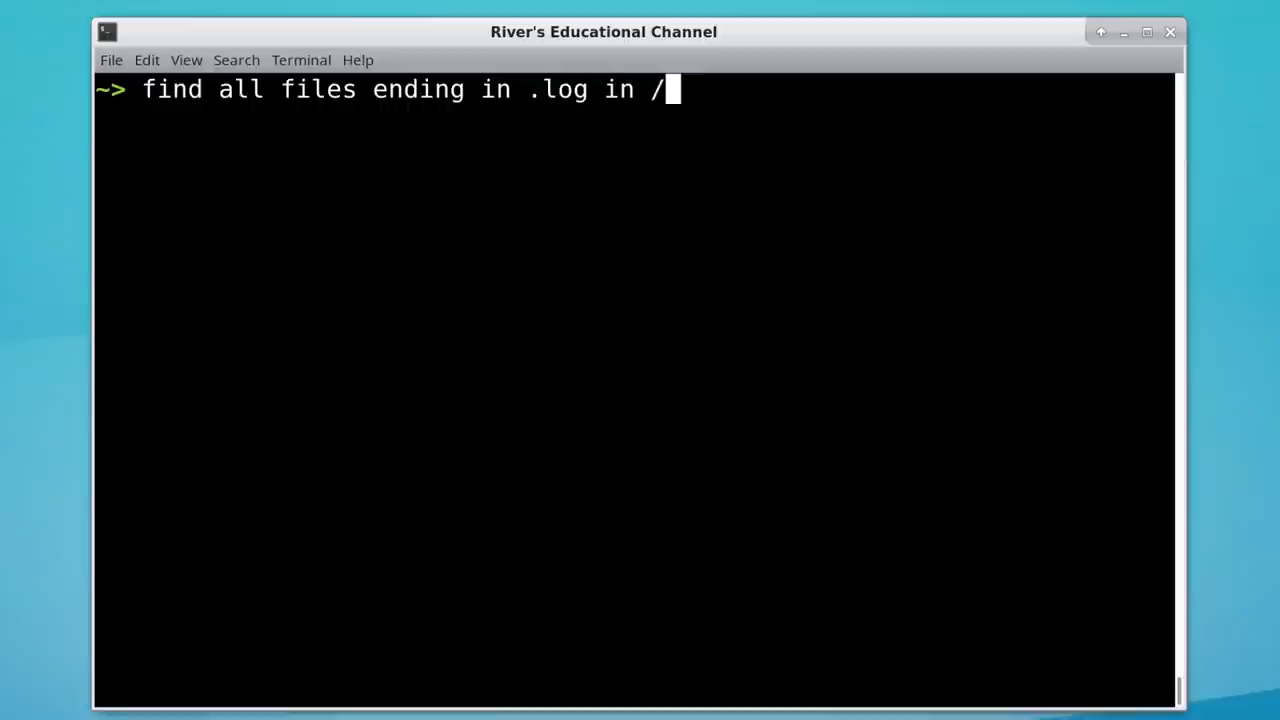 River's Educational Channel
File Edit View Search Terminal Help
~> find all files ending in .log in /